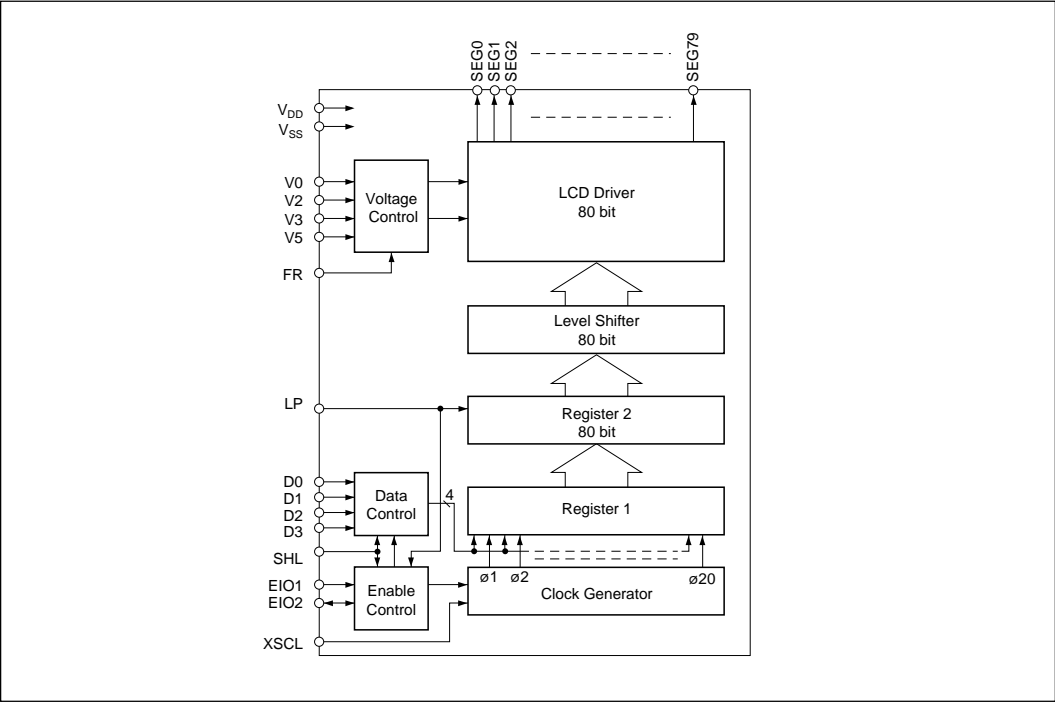 SEG0
SEG1
SEG2
SEG79
VDD
VSS
V0
V2
V3
V5
FR
Voltage
Control
LCD Driver
80 bit
Level Shifter
80 bit
LP
Register 2
80 bit
D0
D1
D2
D3
Data
Control
4
Register 1
SHL
EIO1
EIO2
Enable
Control
ø1
ø2
ø20
Clock Generator
XSCL